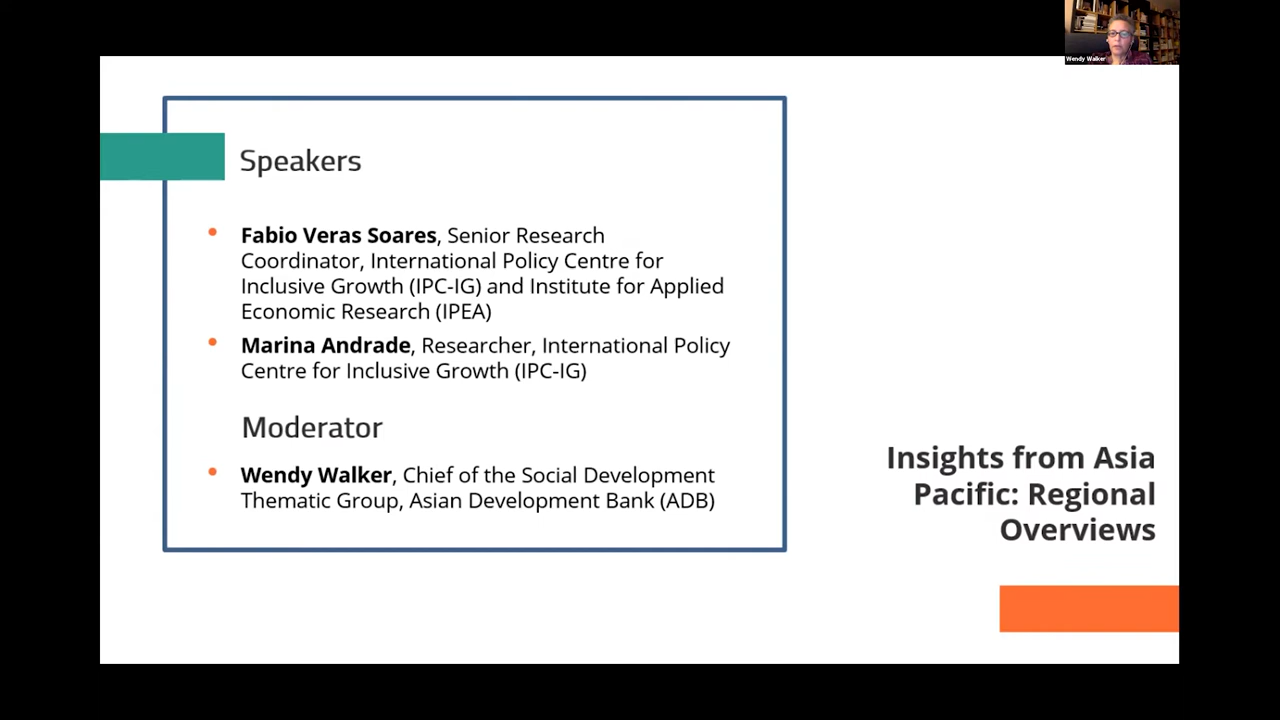 Wendy Walker
Speakers
Fabio Veras Soares, Senior Research
Coordinator, International Policy Centre for
Inclusive Growth (IPC-IG) and Institute for Applied
Economic Research (IPEA)
Marina Andrade, Researcher, International Policy
Centre for Inclusive Growth (IPC-IG)
Moderator
Wendy Walker, Chief of the Social Development
Thematic Group, Asian Development Bank (ADB)
Insights from Asia
Pacific: Regional
Overviews